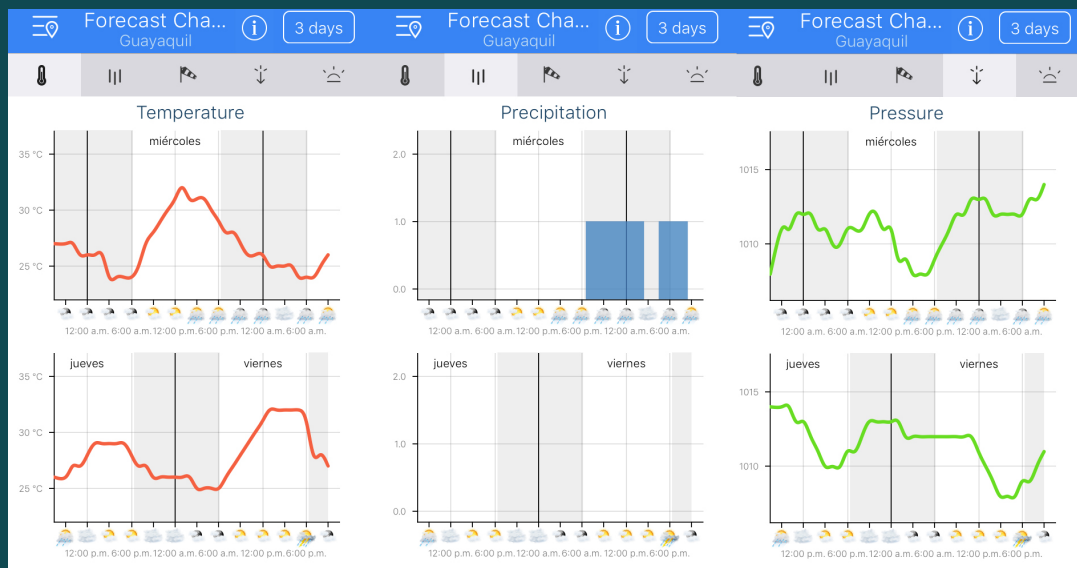 Forecast Cha...
Guayaquil
3 days
Temperature
miércoles
35 °C
30 °C
25 °C
12:00 a.m. 6:00 a.m. 12:00 p.m. 6:00 p.m. 12:00 a.m. 6:00 a.m.
jueves
viernes
35 °C
30 °C
25 °C
12:00 p.m. 6:00 p.m. 12:00 a.m. 6:00 a.m. 12:00 p.m. 6:00 p.m.
Forecast Cha...
Guayaquil
3 days
Precipitation
miércoles
2.0
1.0
0.0
12:00 a.m. 6:00 a.m. 12:00 p.m. 6:00 p.m. 12:00 a.m. 6:00 a.m.
jueves
viernes
2.0
1.0
0.0
12:00 p.m. 6:00 p.m. 12:00 a.m. 6:00 a.m. 12:00 p.m. 6:00 p.m.
Forecast Cha...
Guayaquil
3 days
Pressure
miércoles
1015
1010
12:00 a.m. 6:00 a.m. 12:00 p.m. 6:00 p.m. 12:00 a.m. 6:00 a.m.
jueves
viernes
1015
1010
12:00 p.m. 6:00 p.m. 12:00 a.m. 6:00 a.m. 12:00 p.m. 6:00 p.m.